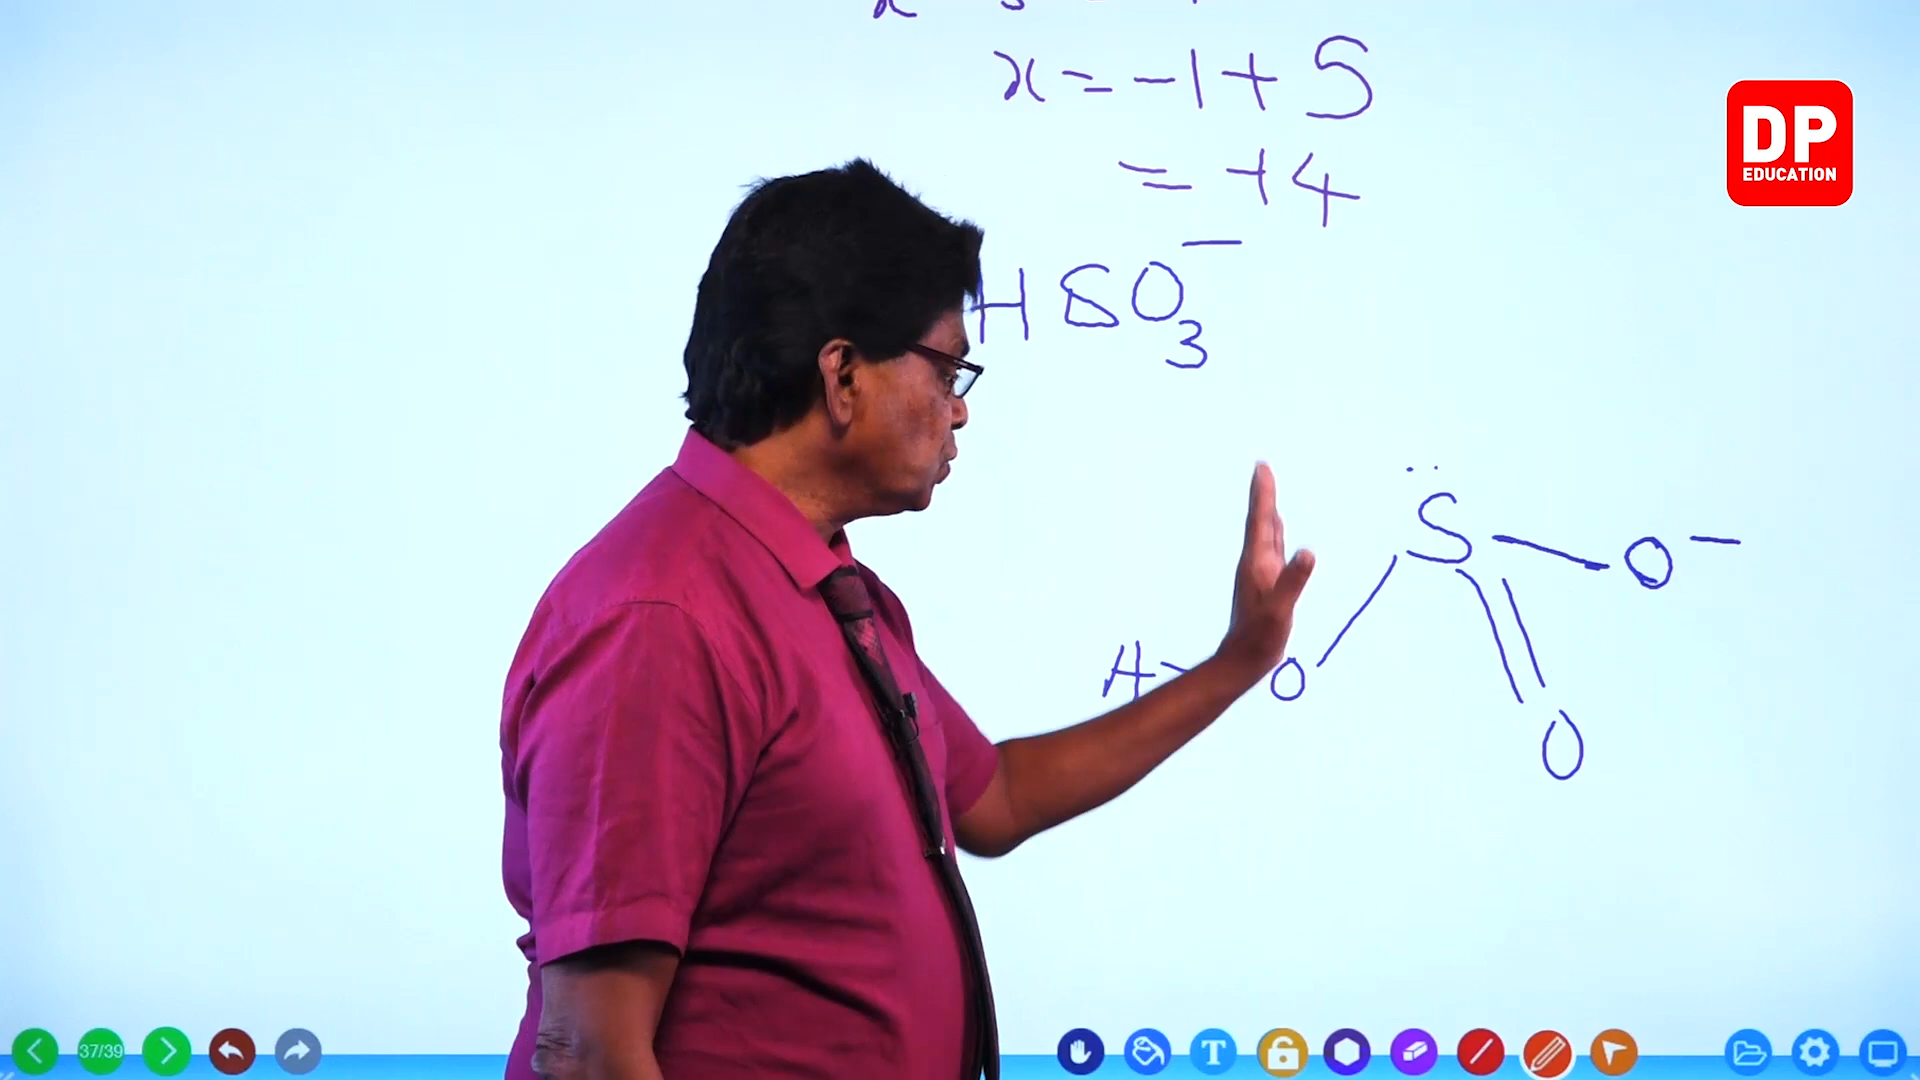 x = -1 + 5
= +4
HSO3−
DP
EDUCATION
S̈
O −
H
O
O
37/39
T